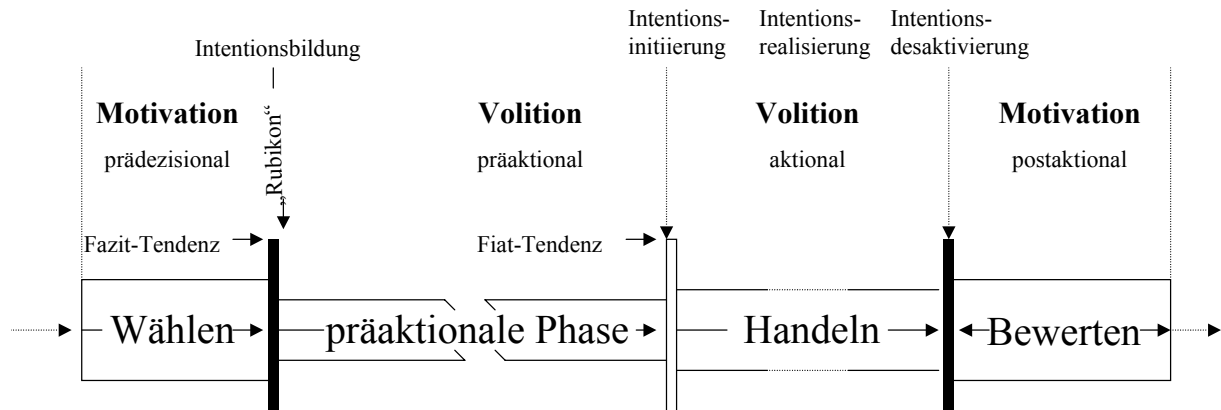 Intentions-
initiierung
Intentions-
realisierung
Intentions-
desaktivierung
Intentionsbildung
Motivation
prädezisional
„Rubikon“
Volition
präaktional
Volition
aktional
Motivation
postaktional
Fazit-Tendenz
Fiat-Tendenz
Wählen
präaktionale Phase
Handeln
Bewerten